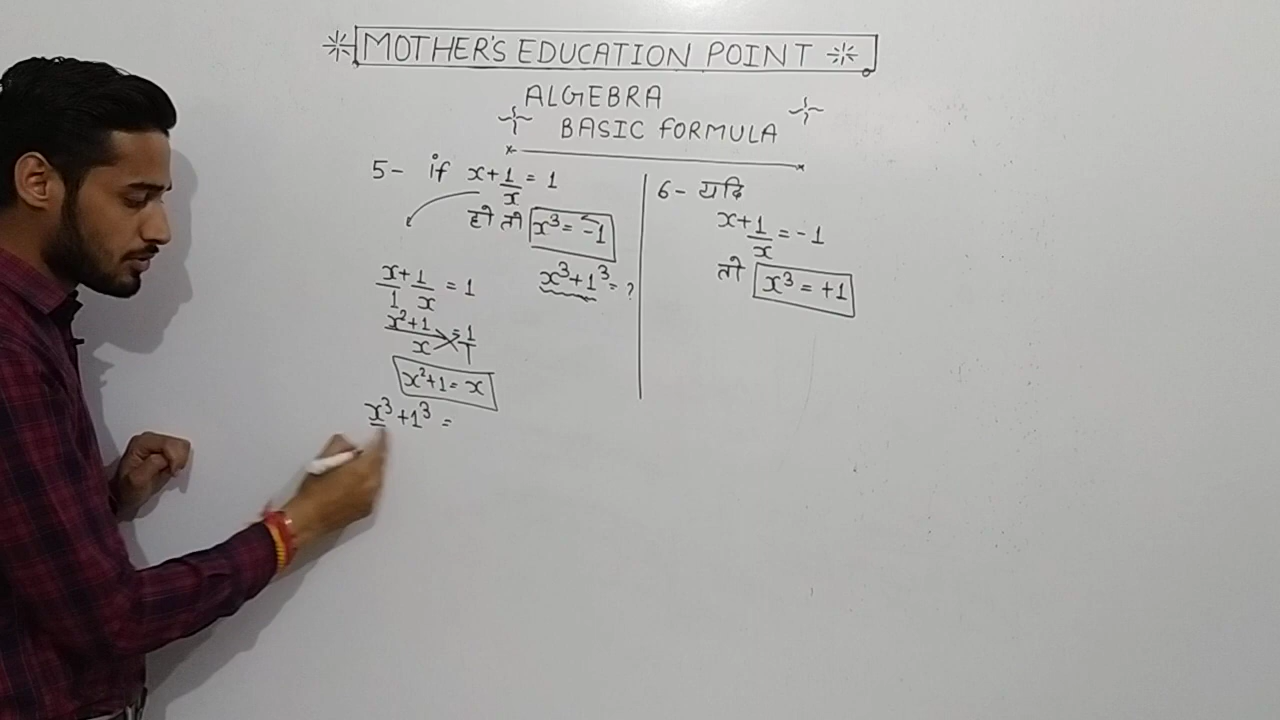 MOTHER'S EDUCATION POINT
ALGEBRA
BASIC FORMULA
5- if x+1/x = 1
हो तो x³ = -1
x³+1³ = ?
x/1+1/x = 1
x²+1/x = 1/1
x²+1 = x
x³+1³ =
6- यदि
x+1/x = -1
तो x³ = +1